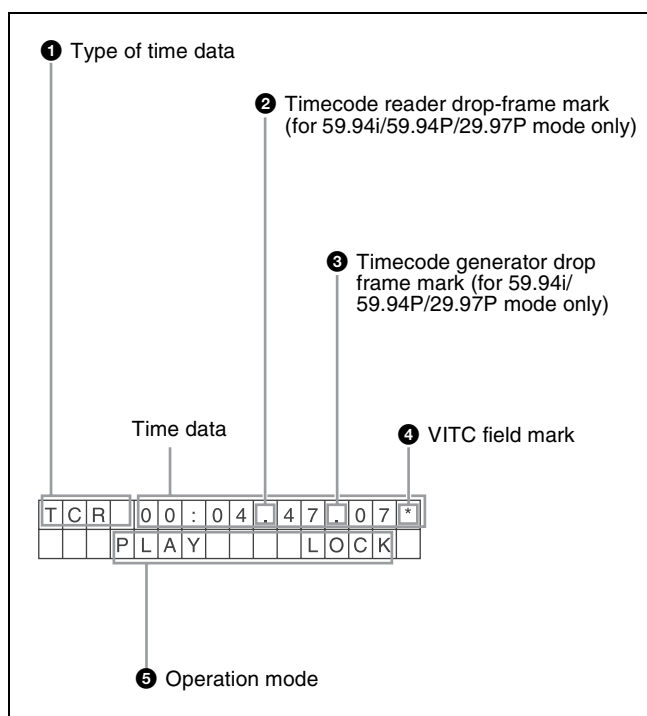 ❶ Type of time data
❷ Timecode reader drop-frame mark
(for 59.94i/59.94P/29.97P mode only)
❸ Timecode generator drop
frame mark (for 59.94i/
59.94P/29.97P mode only)
Time data
❹ VITC field mark
TCR 00:04.47.07*
PLAY LOCK
❺ Operation mode